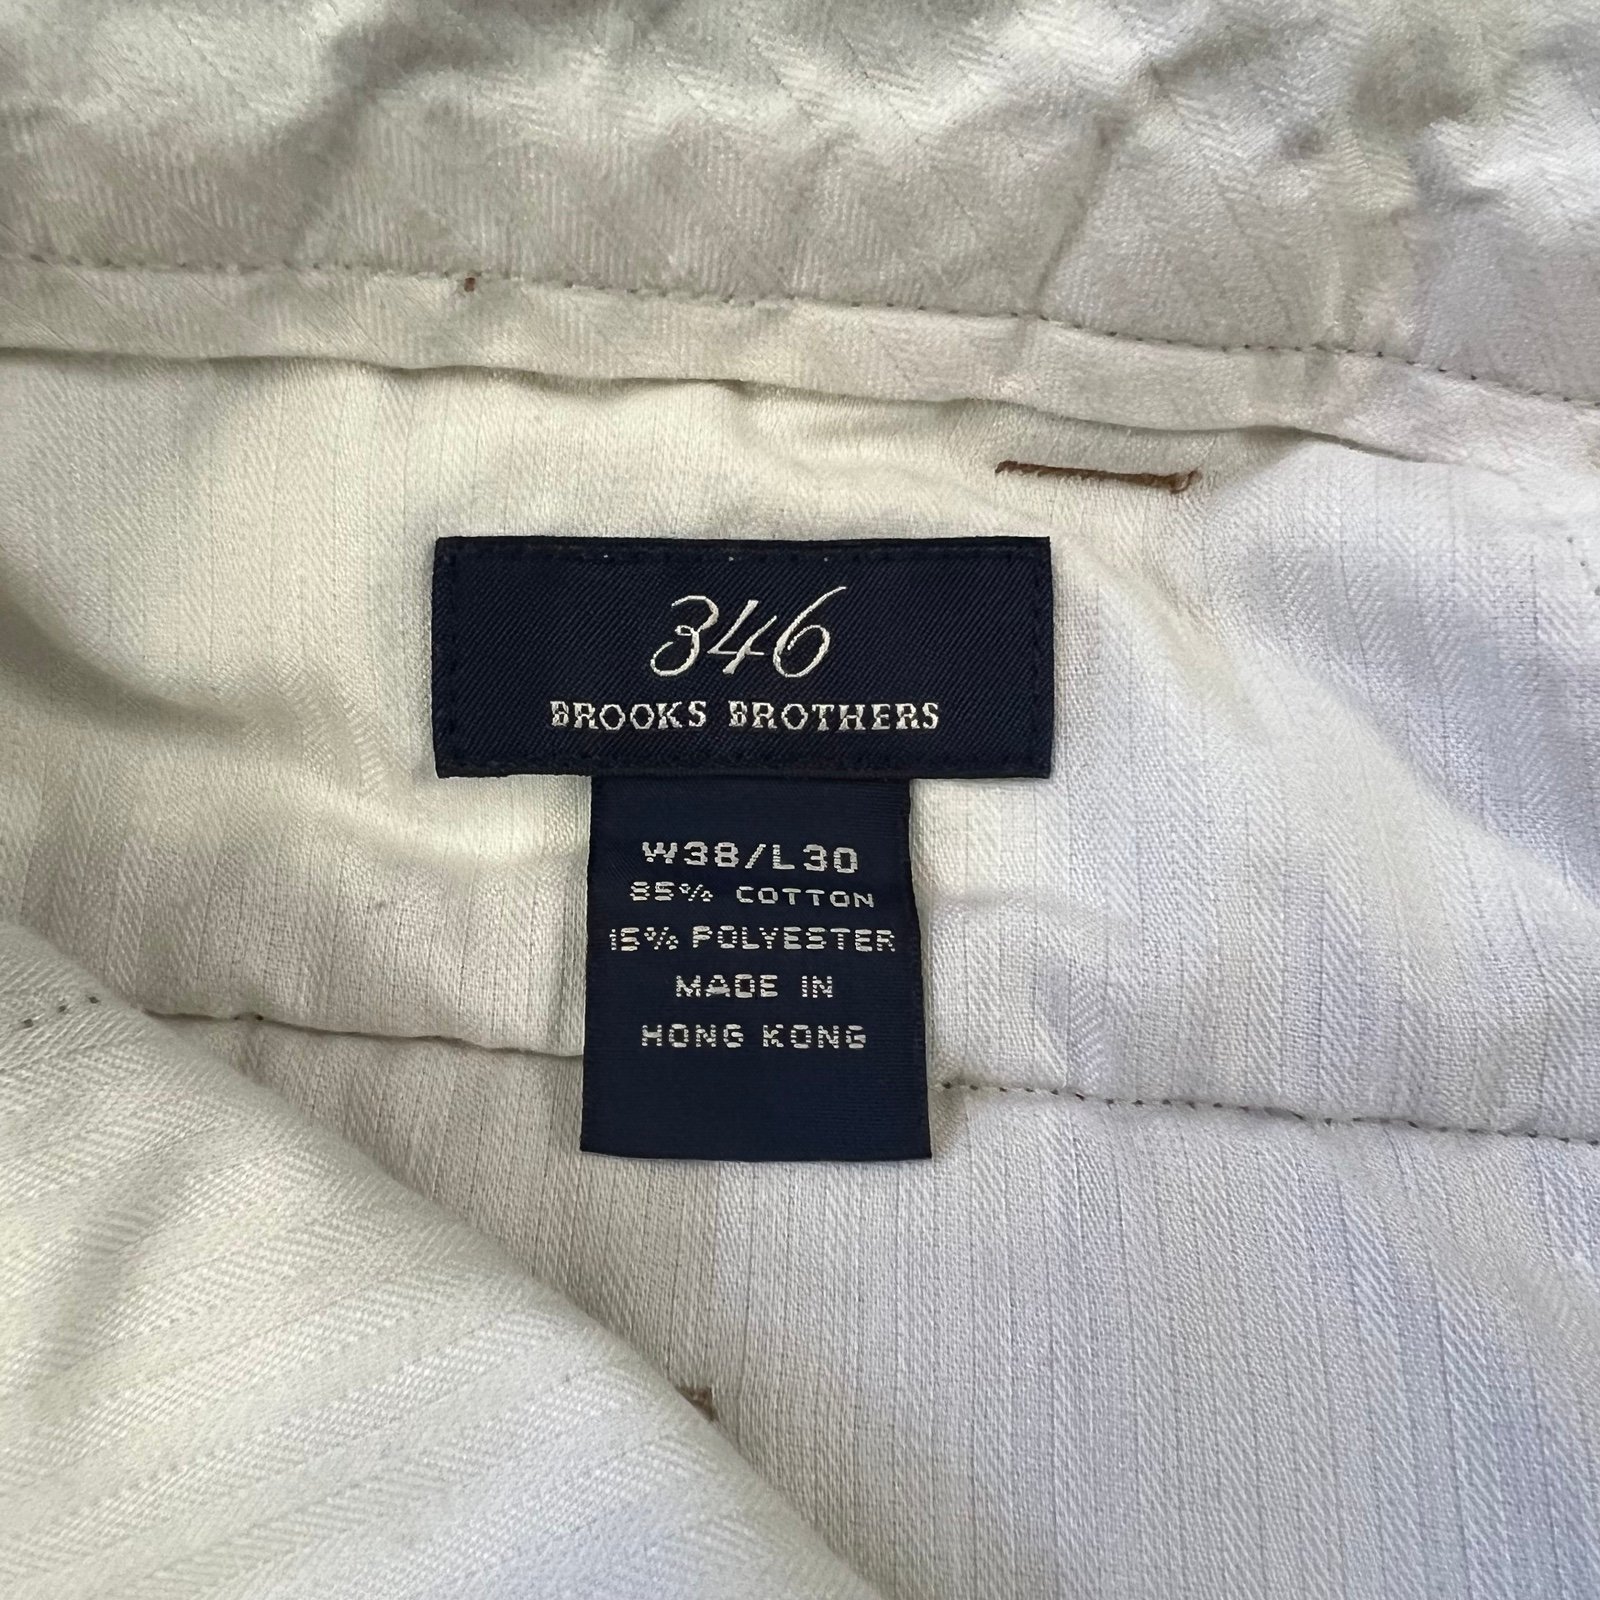 346
BROOKS BROTHERS
W38/L30
85% COTTON
15% POLYESTER
MADE IN
HONG KONG